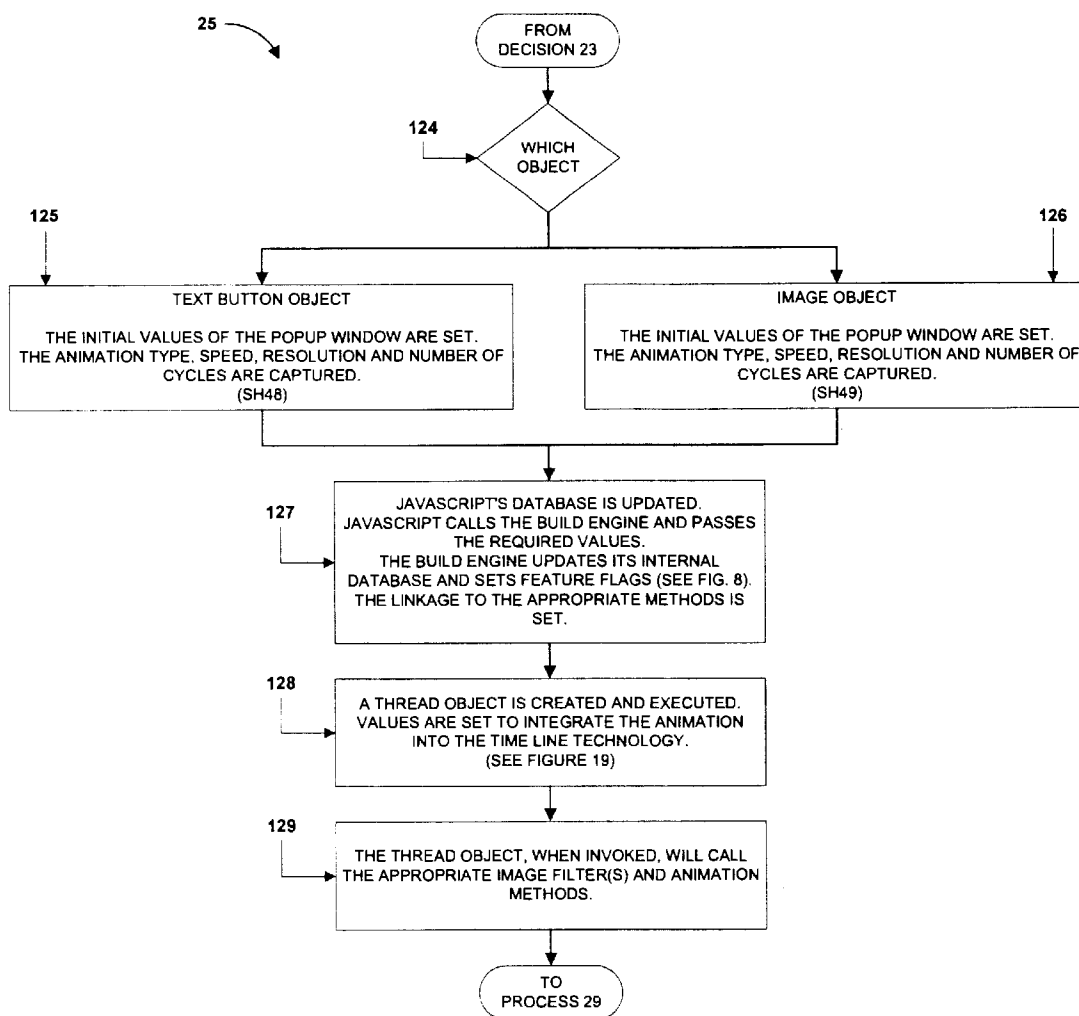 25
FROM
DECISION 23
124
WHICH
OBJECT
125
126
TEXT BUTTON OBJECT
THE INITIAL VALUES OF THE POPUP WINDOW ARE SET.
THE ANIMATION TYPE, SPEED, RESOLUTION AND NUMBER OF
CYCLES ARE CAPTURED.
(SH48)
IMAGE OBJECT
THE INITIAL VALUES OF THE POPUP WINDOW ARE SET.
THE ANIMATION TYPE, SPEED, RESOLUTION AND NUMBER OF
CYCLES ARE CAPTURED.
(SH49)
127
JAVASCRIPT'S DATABASE IS UPDATED.
JAVASCRIPT CALLS THE BUILD ENGINE AND PASSES
THE REQUIRED VALUES.
THE BUILD ENGINE UPDATES ITS INTERNAL
DATABASE AND SETS FEATURE FLAGS (SEE FIG. 8).
THE LINKAGE TO THE APPROPRIATE METHODS IS
SET.
128
A THREAD OBJECT IS CREATED AND EXECUTED.
VALUES ARE SET TO INTEGRATE THE ANIMATION
INTO THE TIME LINE TECHNOLOGY.
(SEE FIGURE 19)
129
THE THREAD OBJECT, WHEN INVOKED, WILL CALL
THE APPROPRIATE IMAGE FILTER(S) AND ANIMATION
METHODS.
TO
PROCESS 29